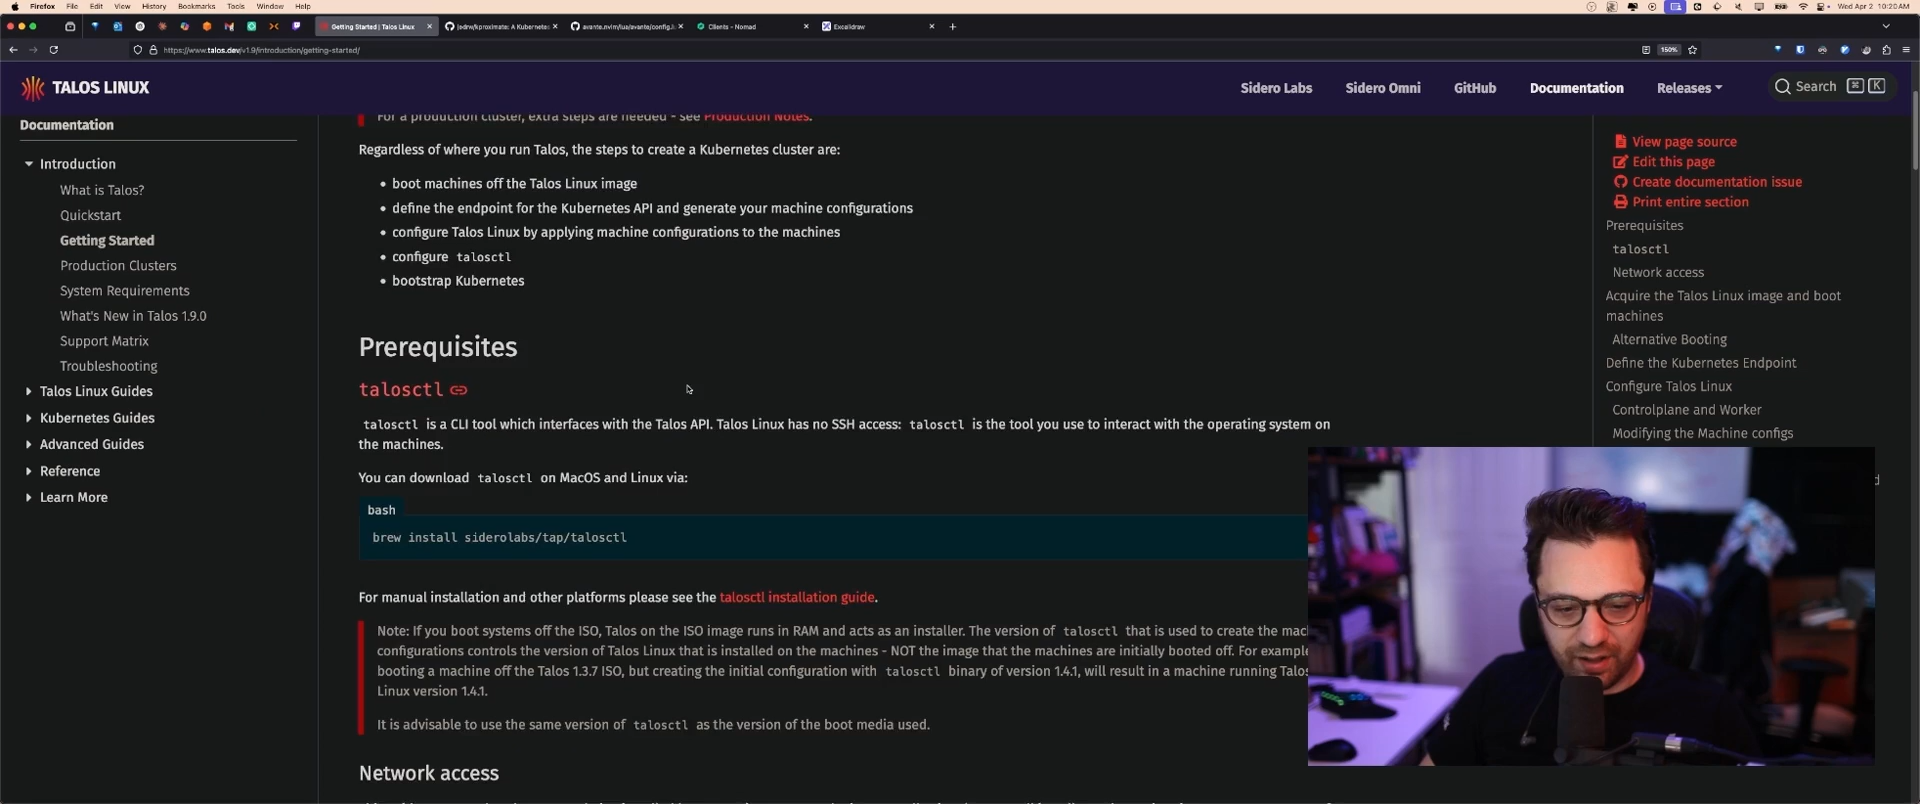 Firefox File Edit View History Bookmarks Tools Window Help
Wed Apr 2 10:20 AM
Getting Started | Talos Linux
jedrw/kproximate: A Kubernetes
avante.nvim/lua/avante/config.l
Clients - Nomad
Excalidraw
https://www.talos.dev/v1.9/introduction/getting-started/
150%
TALOS LINUX
Sidero Labs
Sidero Omni
GitHub
Documentation
Releases
Search ⌘ K
Documentation
Introduction
What is Talos?
Quickstart
Getting Started
Production Clusters
System Requirements
What's New in Talos 1.9.0
Support Matrix
Troubleshooting
Talos Linux Guides
Kubernetes Guides
Advanced Guides
Reference
Learn More
For a production cluster, extra steps are needed - see Production Notes.
Regardless of where you run Talos, the steps to create a Kubernetes cluster are:
• boot machines off the Talos Linux image
• define the endpoint for the Kubernetes API and generate your machine configurations
• configure Talos Linux by applying machine configurations to the machines
• configure talosctl
• bootstrap Kubernetes
Prerequisites
talosctl
talosctl is a CLI tool which interfaces with the Talos API. Talos Linux has no SSH access: talosctl is the tool you use to interact with the operating system on
the machines.
You can download talosctl on MacOS and Linux via:
bash
brew install siderolabs/tap/talosctl
For manual installation and other platforms please see the talosctl installation guide.
Note: If you boot systems off the ISO, Talos on the ISO image runs in RAM and acts as an installer. The version of talosctl that is used to create the mac
configurations controls the version of Talos Linux that is installed on the machines - NOT the image that the machines are initially booted off. For example
booting a machine off the Talos 1.3.7 ISO, but creating the initial configuration with talosctl binary of version 1.4.1, will result in a machine running Talos
Linux version 1.4.1.
It is advisable to use the same version of talosctl as the version of the boot media used.
Network access
View page source
Edit this page
Create documentation issue
Print entire section
Prerequisites
talosctl
Network access
Acquire the Talos Linux image and boot
machines
Alternative Booting
Define the Kubernetes Endpoint
Configure Talos Linux
Controlplane and Worker
Modifying the Machine configs